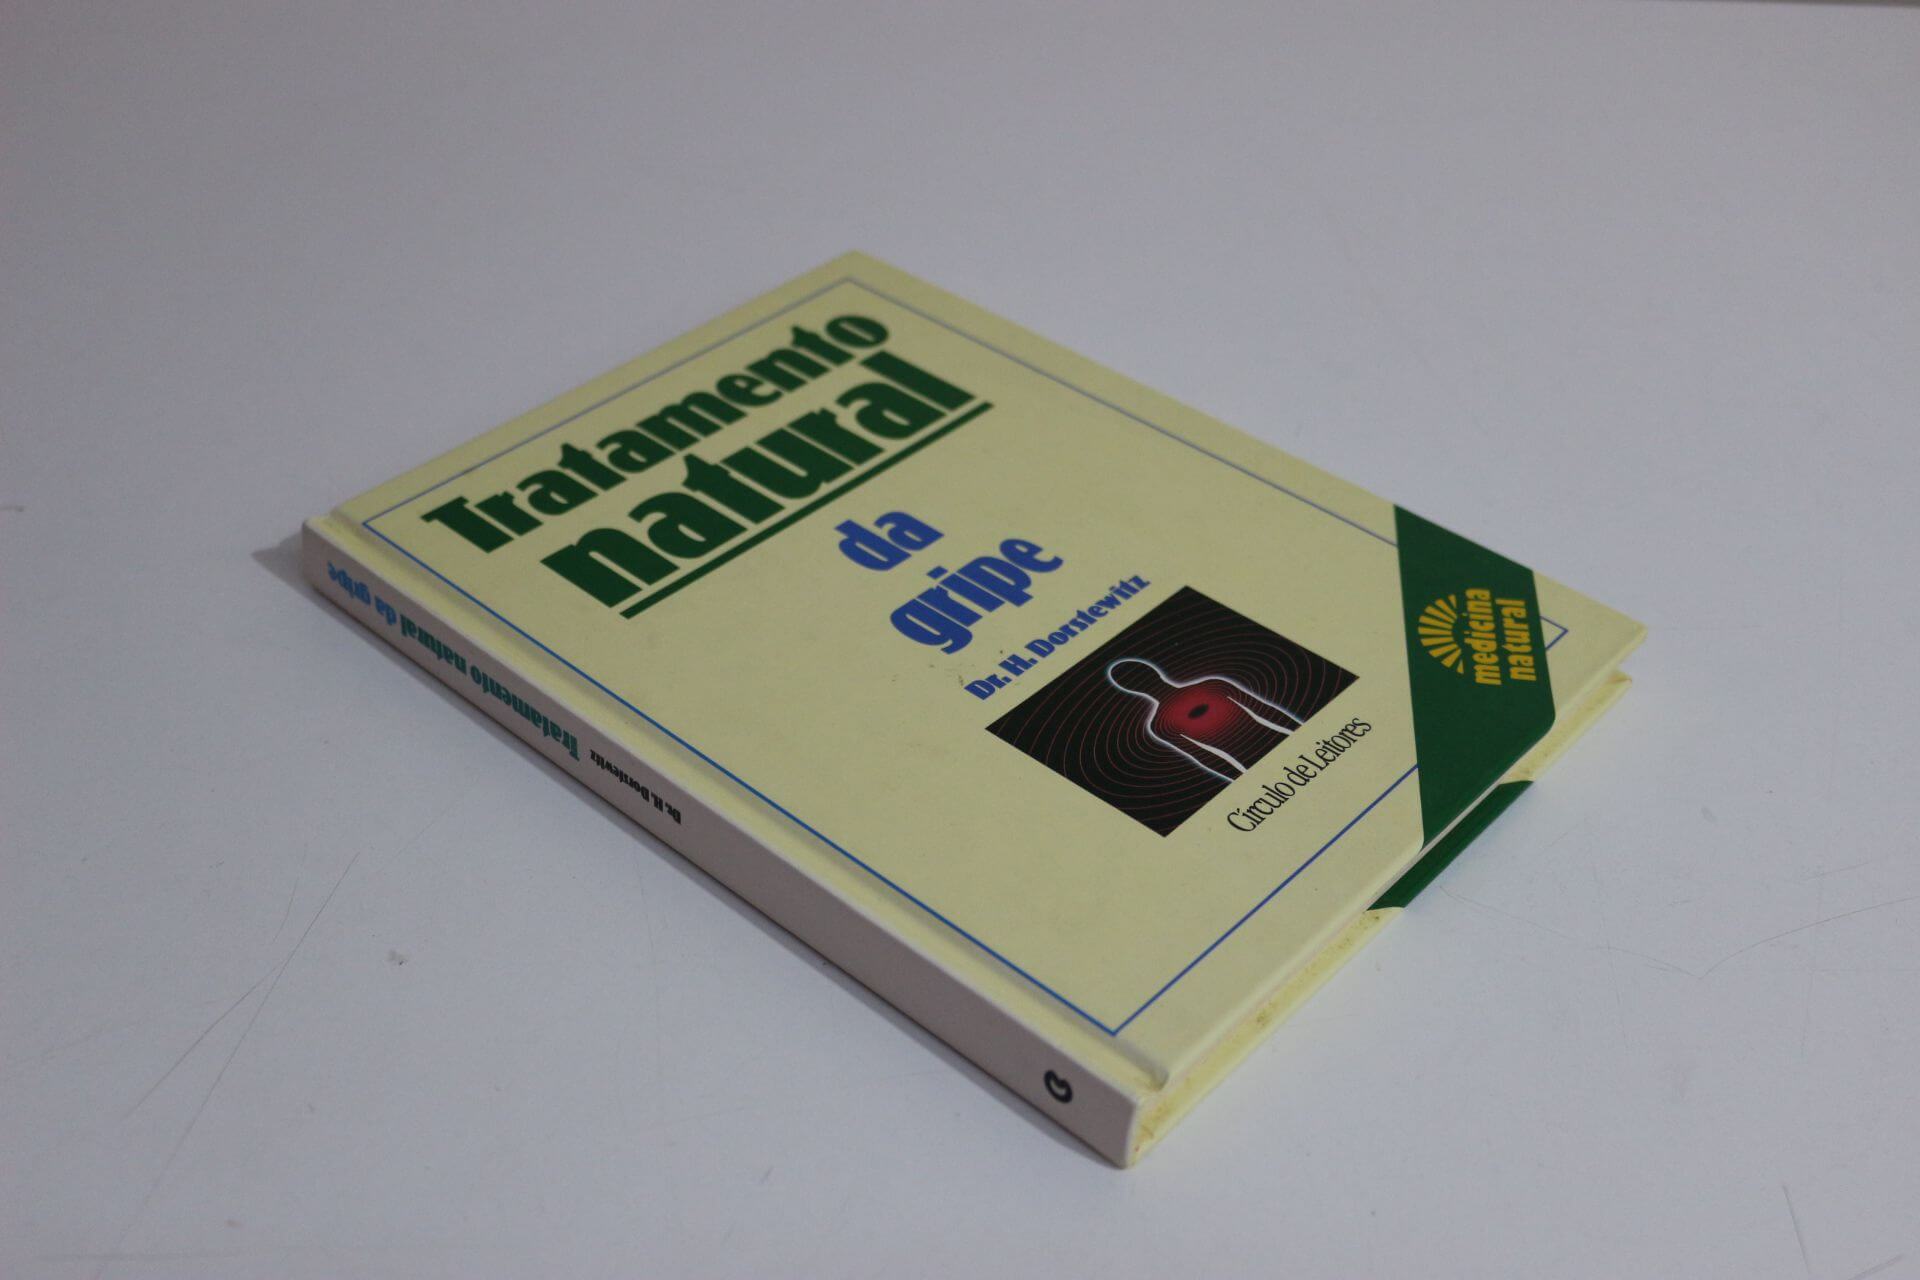 Tratamento
natural
da
gripe
Dr. H. Dorstewitz
Círculo de Leitores
medicina
natural
Dr. H. Dorstewitz Tratamento natural da gripe